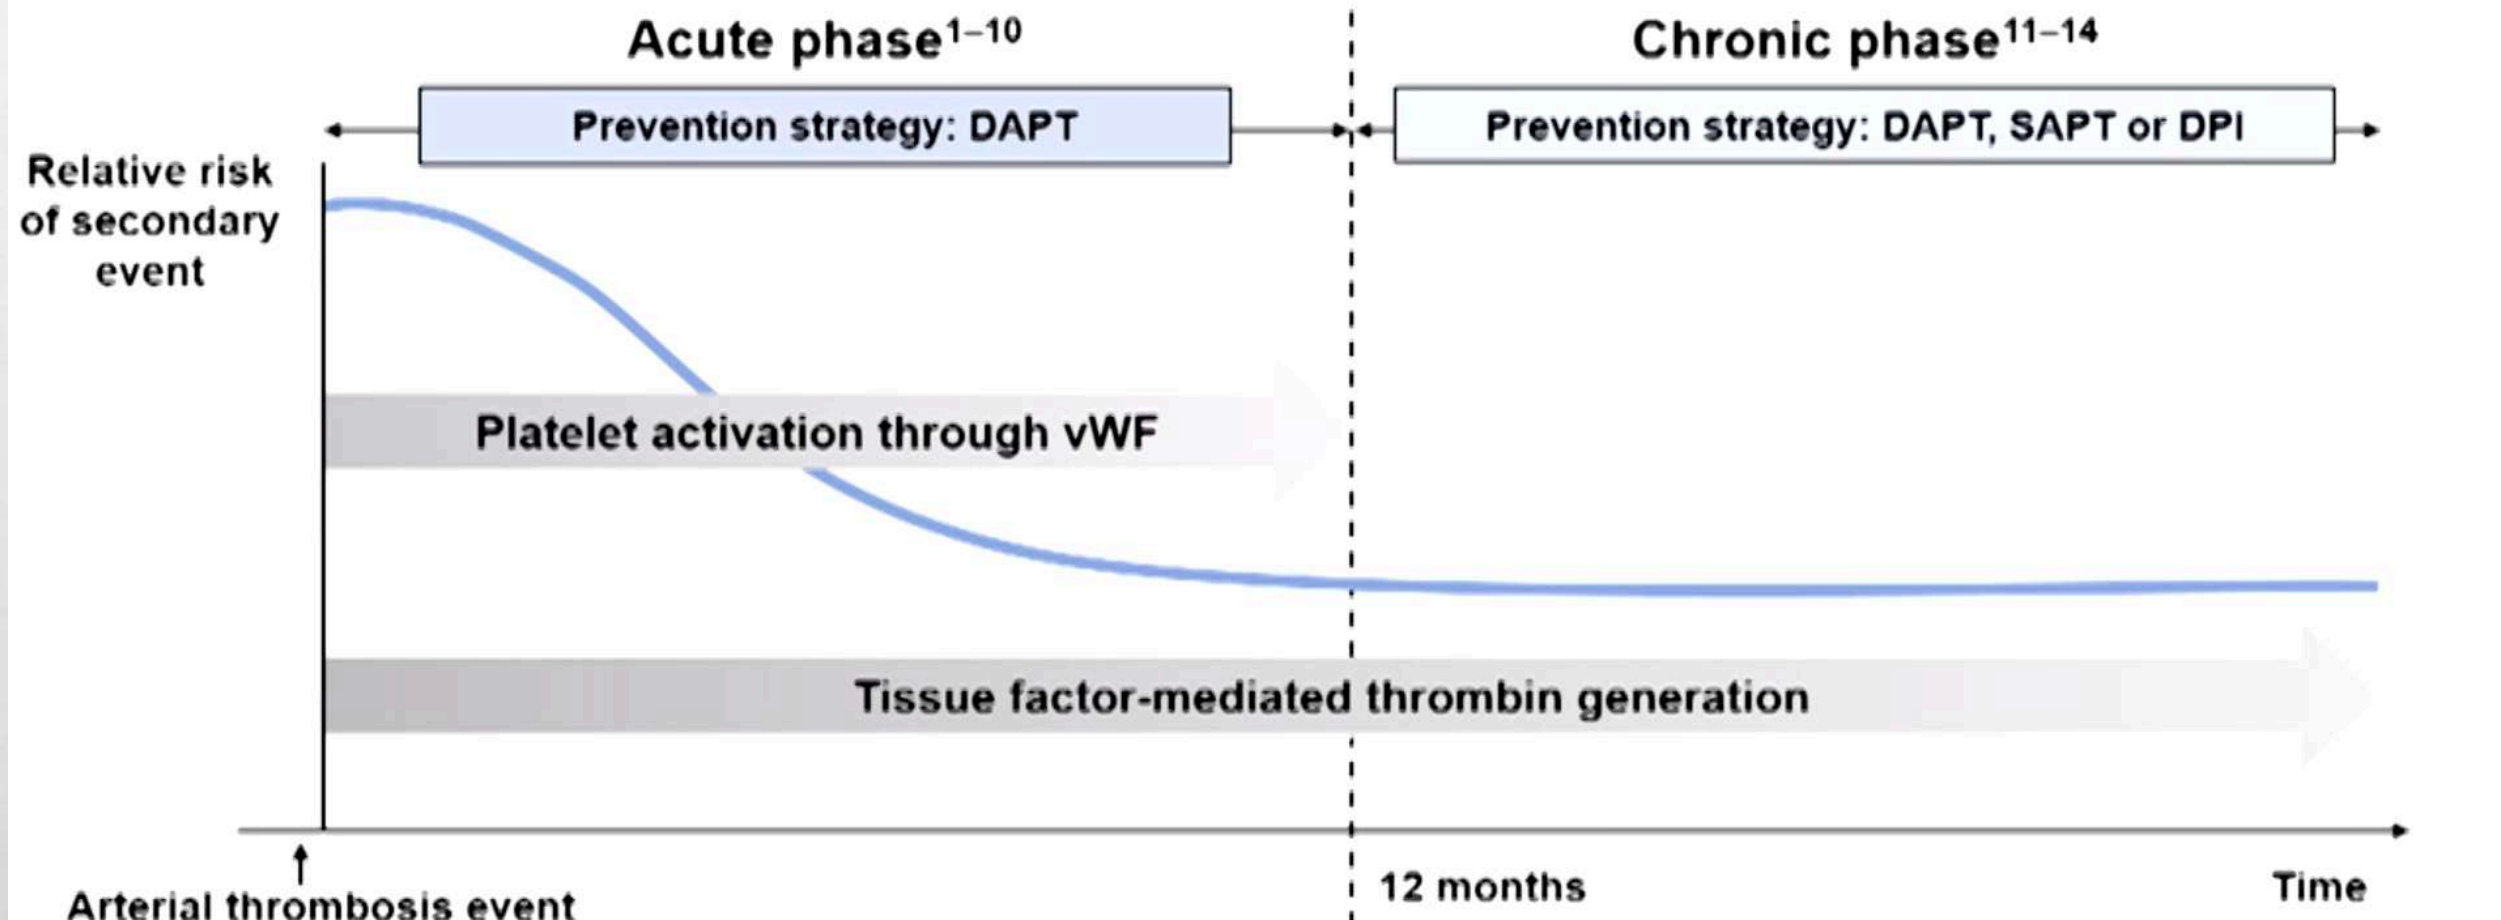 Acute phase¹⁻¹⁰
Chronic phase¹¹⁻¹⁴
Prevention strategy: DAPT
Prevention strategy: DAPT, SAPT or DPI
Relative risk
of secondary
event
Platelet activation through vWF
Tissue factor-mediated thrombin generation
12 months
Time
Arterial thrombosis event